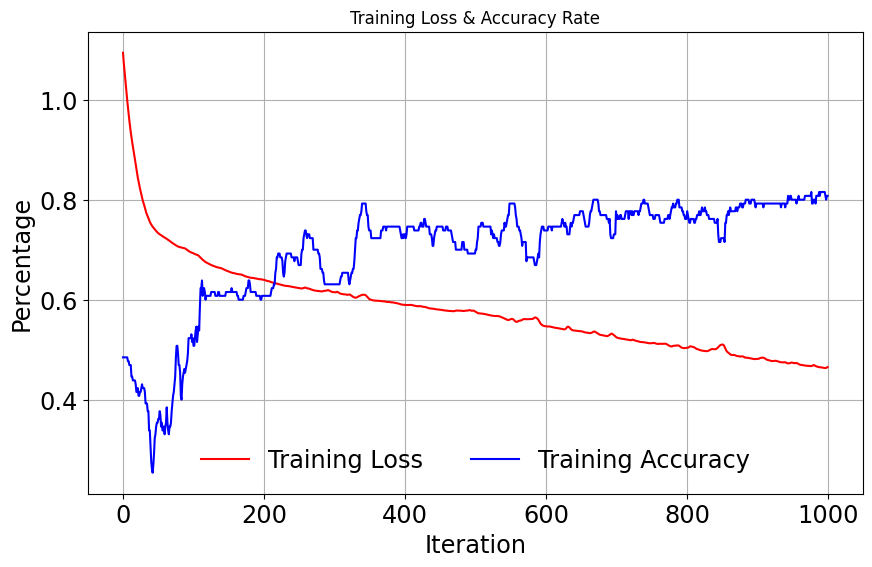 Training Loss & Accuracy Rate
Percentage
1.0
0.8
0.6
0.4
Training Loss
Training Accuracy
0
200
400
600
800
1000
Iteration